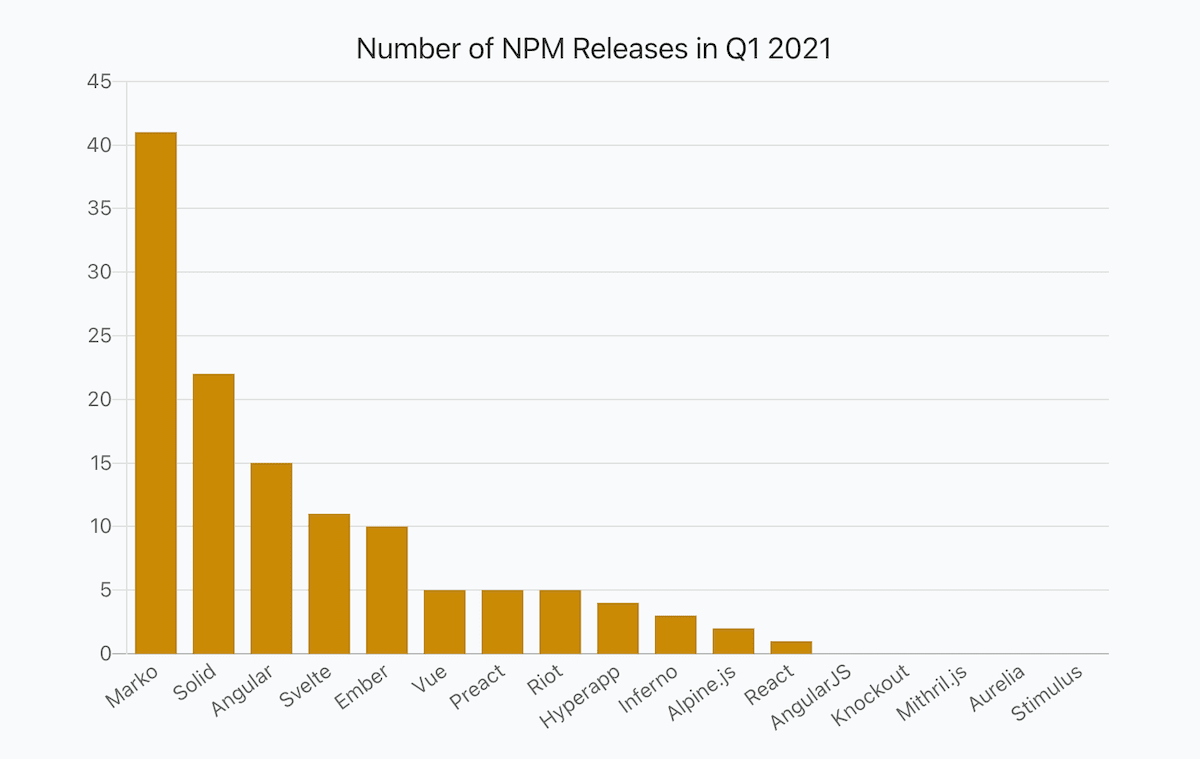 Number of NPM Releases in Q1 2021
45
40
35
30
25
20
15
10
5
0
Marko
Solid
Angular
Svelte
Ember
Vue
Preact
Riot
Hyperapp
Inferno
Alpine.js
React
AngularJS
Knockout
Mithril.js
Aurelia
Stimulus